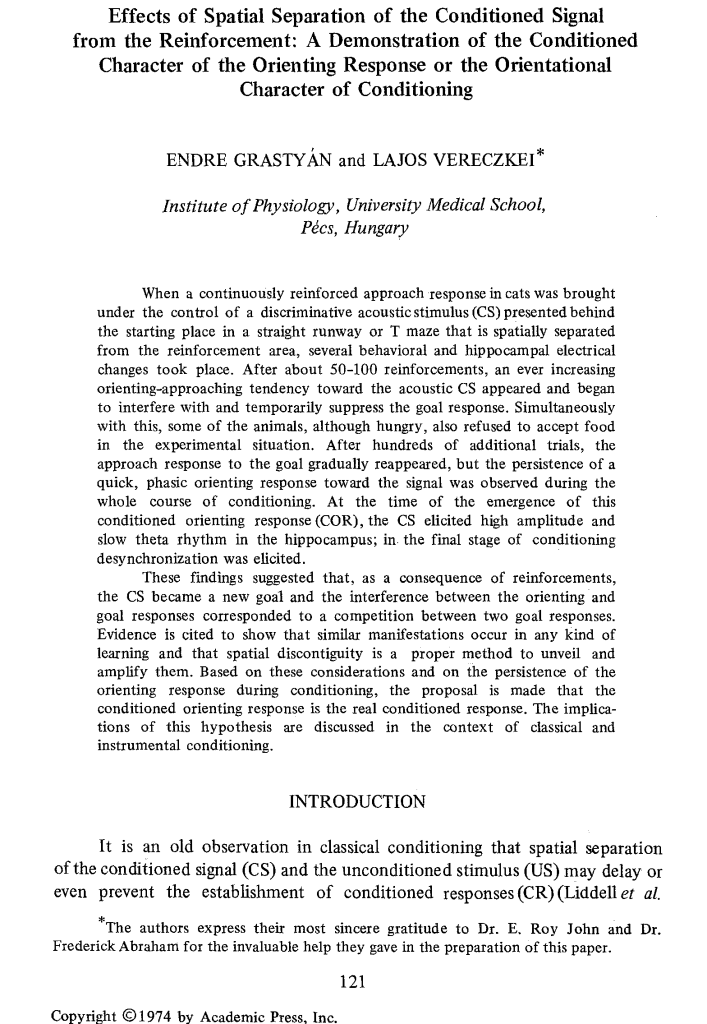 Effects of Spatial Separation of the Conditioned Signal
from the Reinforcement: A Demonstration of the Conditioned
Character of the Orienting Response or the Orientational
Character of Conditioning
ENDRE GRASTYÁN and LAJOS VERECZKEI*
Institute of Physiology, University Medical School,
Pécs, Hungary
When a continuously reinforced approach response in cats was brought
under the control of a discriminative acoustic stimulus (CS) presented behind
the starting place in a straight runway or T maze that is spatially separated
from the reinforcement area, several behavioral and hippocampal electrical
changes took place. After about 50-100 reinforcements, an ever increasing
orienting-approaching tendency toward the acoustic CS appeared and began
to interfere with and temporarily suppress the goal response. Simultaneously
with this, some of the animals, although hungry, also refused to accept food
in the experimental situation. After hundreds of additional trials, the
approach response to the goal gradually reappeared, but the persistence of a
quick, phasic orienting response toward the signal was observed during the
whole course of conditioning. At the time of the emergence of this
conditioned orienting response (COR), the CS elicited high amplitude and
slow theta rhythm in the hippocampus; in the final stage of conditioning
desynchronization was elicited.
These findings suggested that, as a consequence of reinforcements,
the CS became a new goal and the interference between the orienting and
goal responses corresponded to a competition between two goal responses.
Evidence is cited to show that similar manifestations occur in any kind of
learning and that spatial discontiguity is a proper method to unveil and
amplify them. Based on these considerations and on the persistence of the
orienting response during conditioning, the proposal is made that the
conditioned orienting response is the real conditioned response. The implica-
tions of this hypothesis are discussed in the context of classical and
instrumental conditioning.
INTRODUCTION
It is an old observation in classical conditioning that spatial separation
of the conditioned signal (CS) and the unconditioned stimulus (US) may delay or
even prevent the establishment of conditioned responses (CR) (Liddell et al.
*The authors express their most sincere gratitude to Dr. E. Roy John and Dr.
Frederick Abraham for the invaluable help they gave in the preparation of this paper.
121
Copyright © 1974 by Academic Press, Inc.